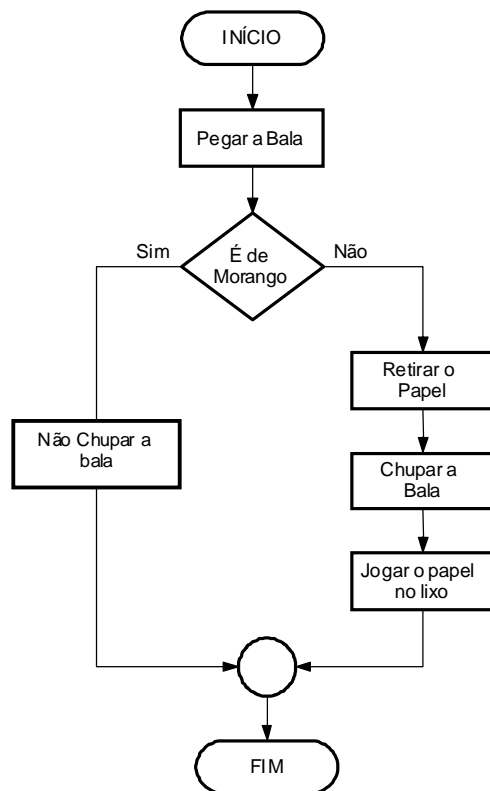 INÍCIO
Pegar a Bala
É de
Morango
Sim
Não
Não Chupar a
bala
Retirar o
Papel
Chupar a
Bala
Jogar o papel
no lixo
FIM